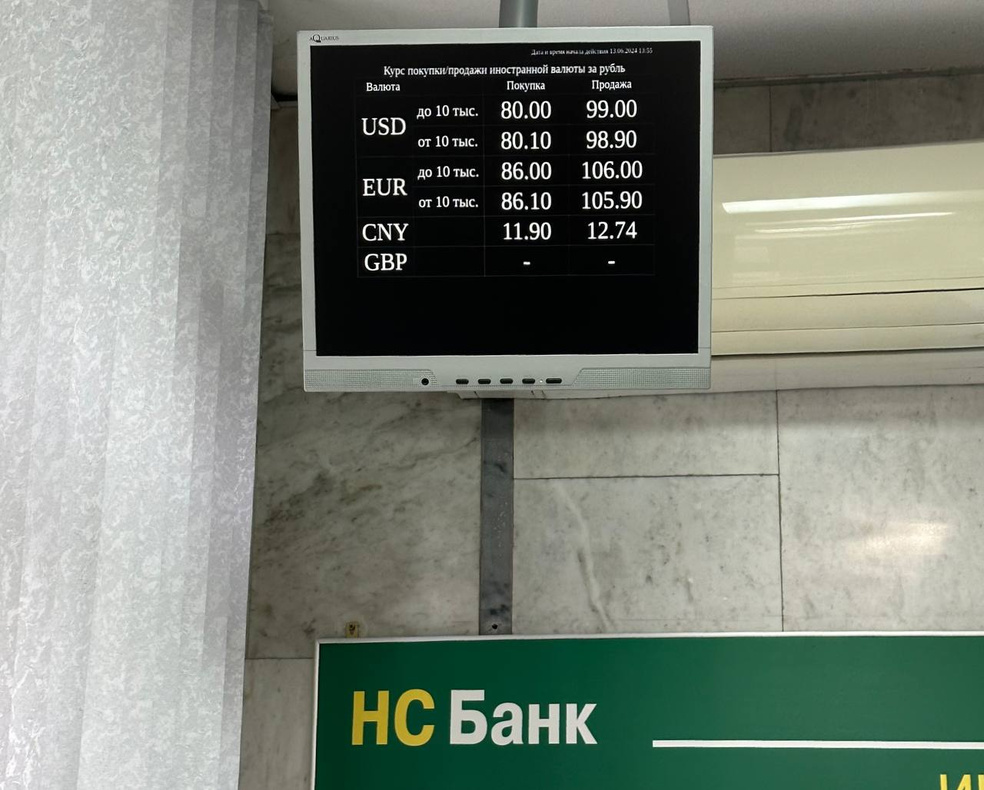 AQUARIUS
Дата и время начала действия 13.06.2024 13:55
Курс покупки/продажи иностранной валюты за рубль
Валюта Покупка Продажа
USD до 10 тыс. 80.00 99.00
от 10 тыс. 80.10 98.90
EUR до 10 тыс. 86.00 106.00
от 10 тыс. 86.10 105.90
CNY 11.90 12.74
GBP - -
НС Банк